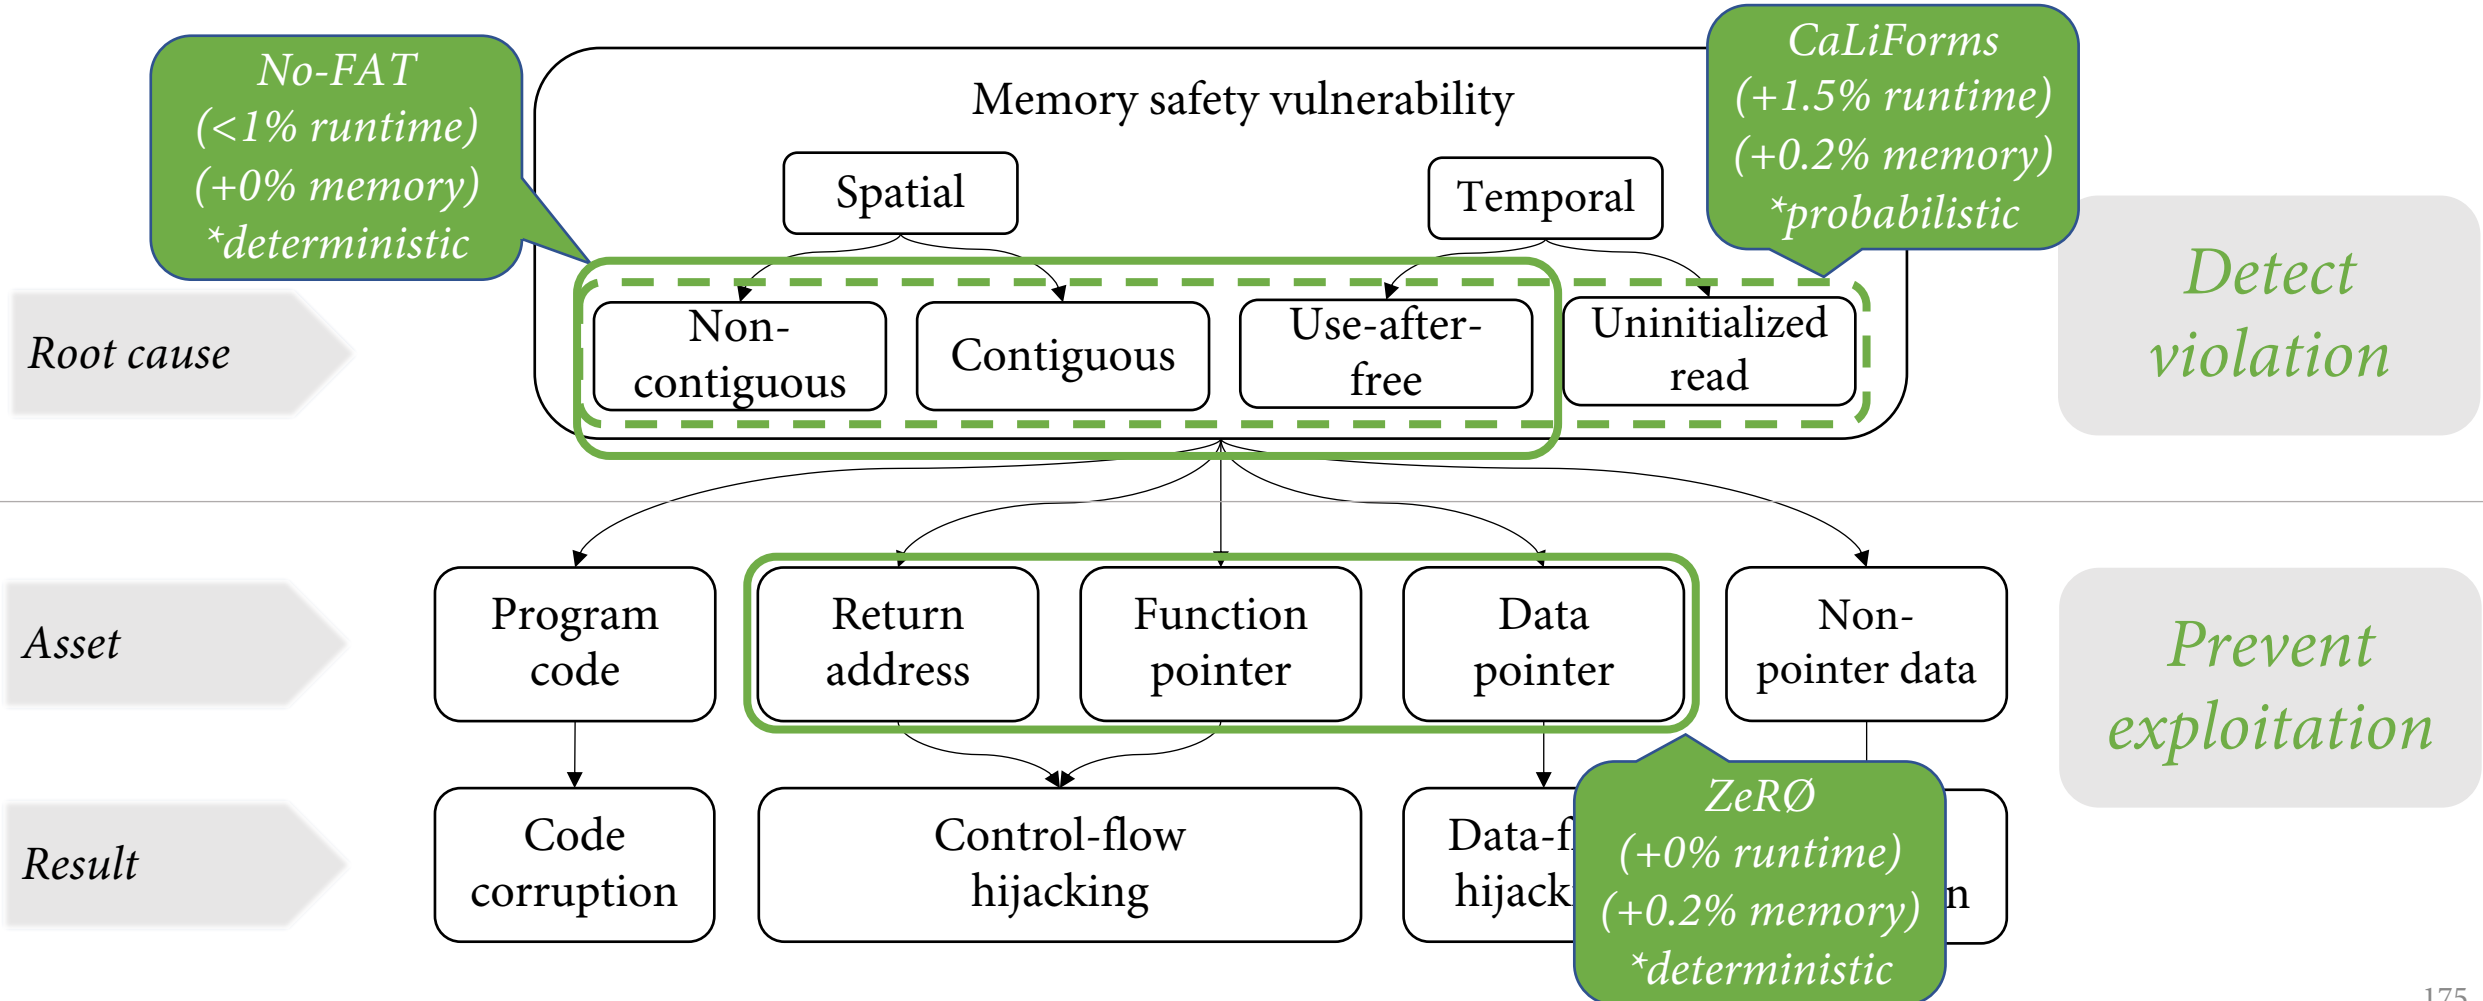 No-FAT
(<1% runtime)
(+0% memory)
*deterministic
Memory safety vulnerability
CaLiForms
(+1.5% runtime)
(+0.2% memory)
*probabilistic
Spatial
Temporal
Detect
violation
Root cause
Non-
contiguous
Contiguous
Use-after-
free
Uninitialized
read
Asset
Program
code
Return
address
Function
pointer
Data
pointer
Non-
pointer data
Prevent
exploitation
Result
Code
corruption
Control-flow
hijacking
ZeRØ
(+0% runtime)
(+0.2% memory)
*deterministic
175